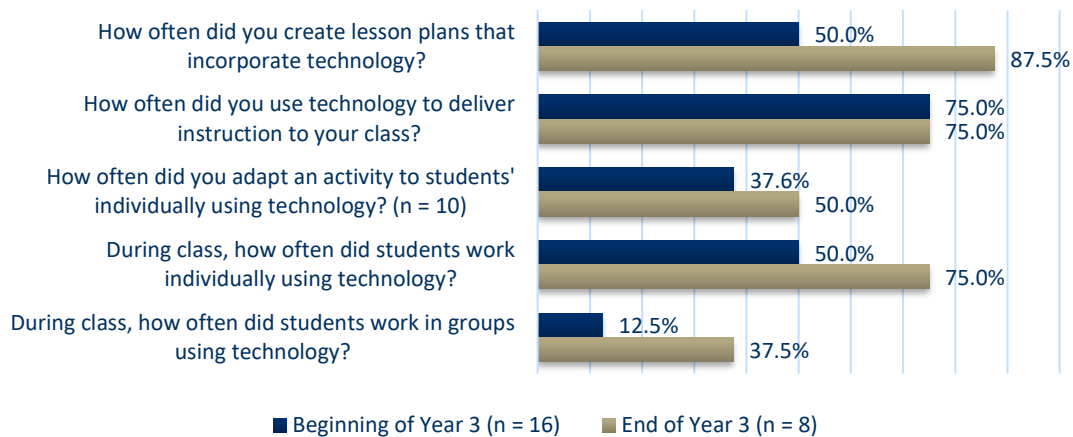 How often did you create lesson plans that
incorporate technology?
50.0%
87.5%
How often did you use technology to deliver
instruction to your class?
75.0%
75.0%
How often did you adapt an activity to students'
individually using technology? (n = 10)
37.6%
50.0%
During class, how often did students work
individually using technology?
50.0%
75.0%
During class, how often did students work in groups
using technology?
12.5%
37.5%
Beginning of Year 3 (n = 16)
End of Year 3 (n = 8)